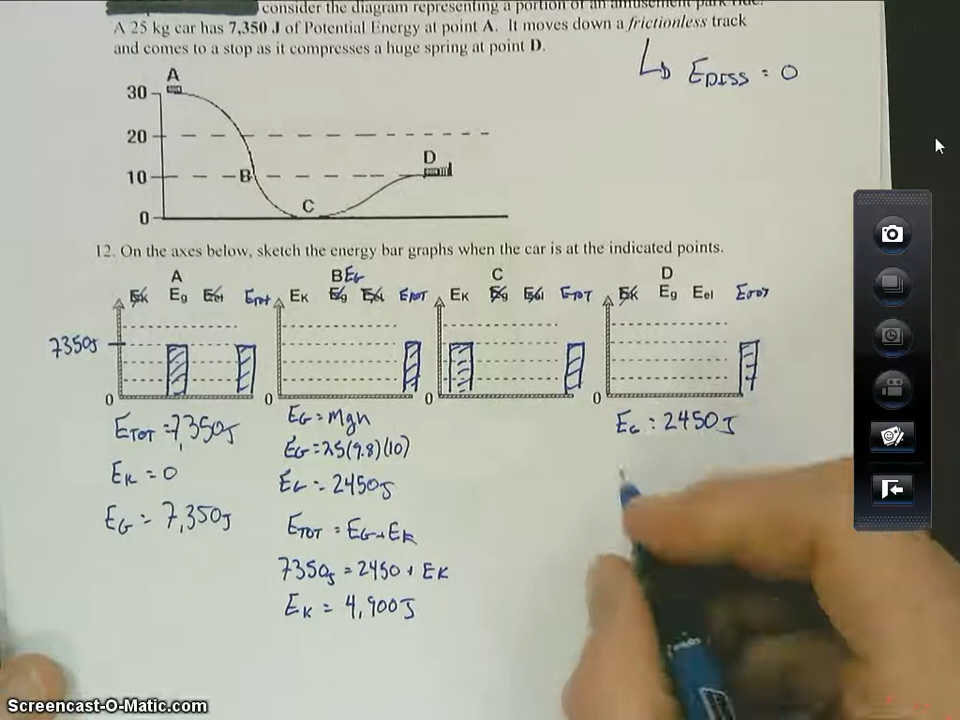 consider the diagram representing a portion of an amusement park ride.
A 25 kg car has 7,350 J of Potential Energy at point A. It moves down a frictionless track
and comes to a stop as it compresses a huge spring at point D.
↳ EDISS = 0
A
30
20
10
0
B
C
D
12. On the axes below, sketch the energy bar graphs when the car is at the indicated points.
A
Ek Eg Eel ETOT
7350J
0
ETOT = 7,350J
EK = 0
EG = 7,350J
B EG
EK Eg Eel ETOT
0
EG = mgh
EG = 25(9.8)(10)
EG = 2450J
ETOT = EG + EK
7350J = 2450 + EK
EK = 4,900J
C
EK Eg Eel ETOT
0
D
Ek Eg Eel ETOT
0
EG = 2450J
Screencast-O-Matic.com